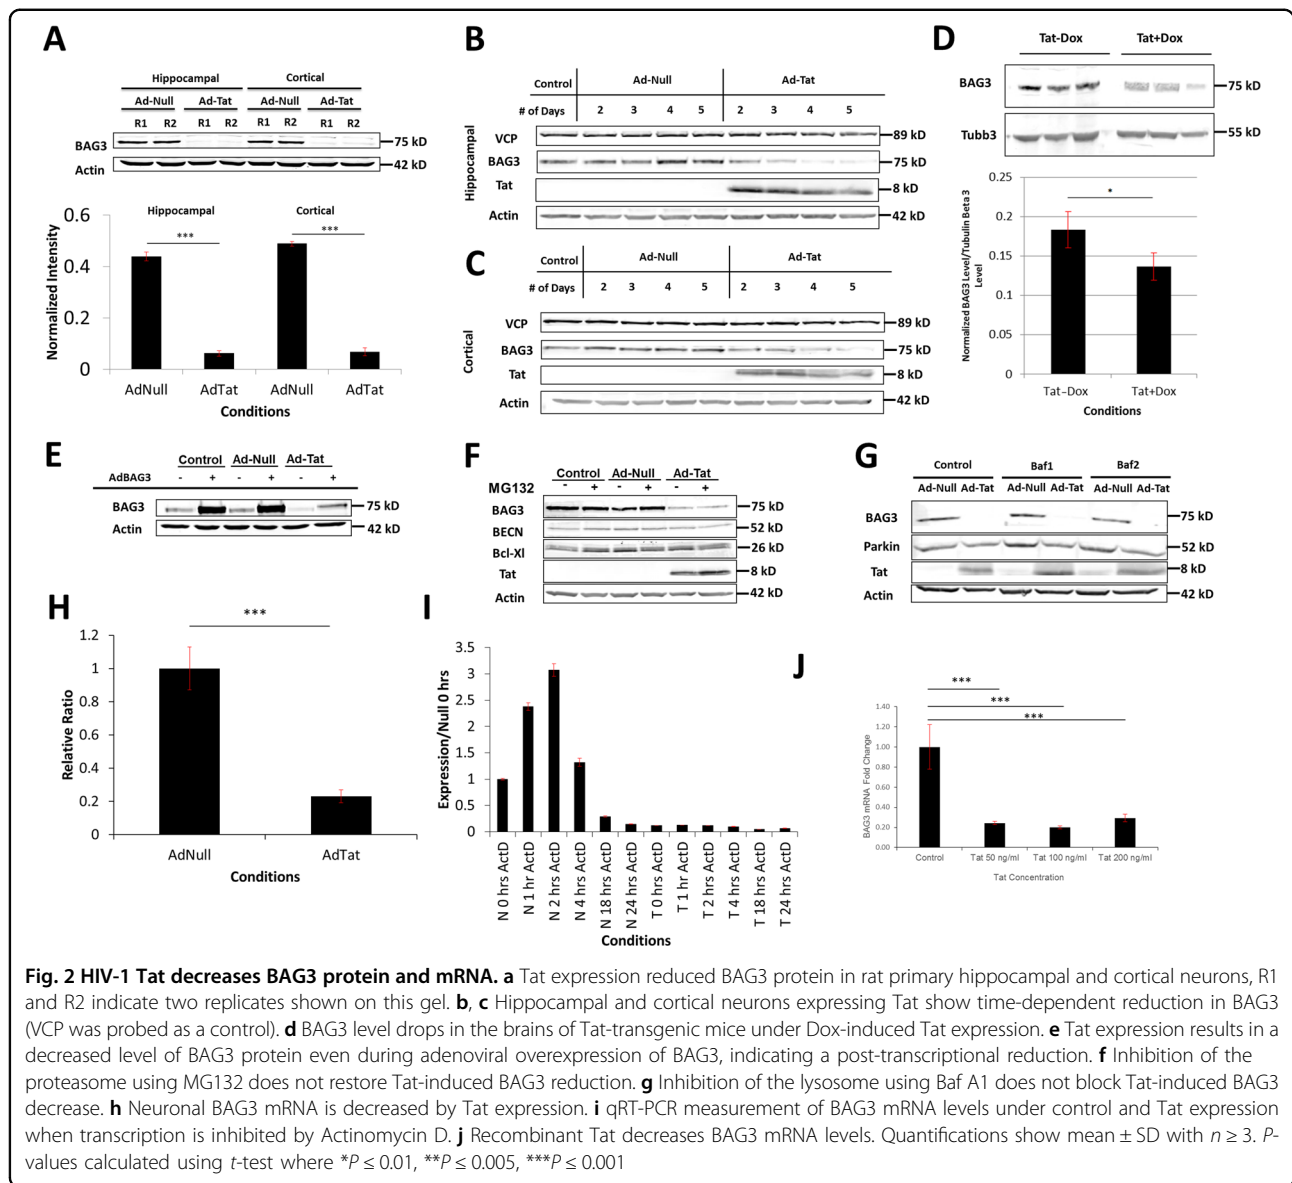 A
Hippocampal Cortical
Ad-Null Ad-Tat Ad-Null Ad-Tat
R1 R2 R1 R2 R1 R2 R1 R2
BAG3 75 kD
Actin 42 kD
Hippocampal Cortical
*** ***
Normalized Intensity
0.6
0.4
0.2
0
AdNull AdTat AdNull AdTat
Conditions
B
Control Ad-Null Ad-Tat
# of Days 2 3 4 5 2 3 4 5
Hippocampal
VCP 89 kD
BAG3 75 kD
Tat 8 kD
Actin 42 kD
C
Control Ad-Null Ad-Tat
# of Days 2 3 4 5 2 3 4 5
Cortical
VCP 89 kD
BAG3 75 kD
Tat 8 kD
Actin 42 kD
D
Tat-Dox Tat+Dox
BAG3 75 kD
Tubb3 55 kD
Normalized BAG3 Level/Tubulin Beta 3
Level
0.25
0.2
0.15
0.1
0.05
0
*
Tat-Dox Tat+Dox
Conditions
E
Control Ad-Null Ad-Tat
AdBAG3 - + - + - +
BAG3 75 kD
Actin 42 kD
F
Control Ad-Null Ad-Tat
MG132 - + - + - +
BAG3 75 kD
BECN 52 kD
Bcl-Xl 26 kD
Tat 8 kD
Actin 42 kD
G
Control Baf1 Baf2
Ad-Null Ad-Tat Ad-Null Ad-Tat Ad-Null Ad-Tat
BAG3 75 kD
Parkin 52 kD
Tat 8 kD
Actin 42 kD
H
***
Relative Ratio
1.2
1
0.8
0.6
0.4
0.2
0
AdNull AdTat
Conditions
I
Expression/Null 0 hrs
3.5
3
2.5
2
1.5
1
0.5
0
N 0 hrs ActD
N 1 hr ActD
N 2 hrs ActD
N 4 hrs ActD
N 18 hrs ActD
N 24 hrs ActD
T 0 hrs ActD
T 1 hr ActD
T 2 hrs ActD
T 4 hrs ActD
T 18 hrs ActD
T 24 hrs ActD
Conditions
J
***
***
***
BAG3 mRNA Fold Change
1.40
1.20
1.00
0.80
0.60
0.40
0.20
0.00
Control Tat 50 ng/ml Tat 100 ng/ml Tat 200 ng/ml
Tat Concentration
Fig. 2 HIV-1 Tat decreases BAG3 protein and mRNA. a Tat expression reduced BAG3 protein in rat primary hippocampal and cortical neurons, R1
and R2 indicate two replicates shown on this gel. b, c Hippocampal and cortical neurons expressing Tat show time-dependent reduction in BAG3
(VCP was probed as a control). d BAG3 level drops in the brains of Tat-transgenic mice under Dox-induced Tat expression. e Tat expression results in a
decreased level of BAG3 protein even during adenoviral overexpression of BAG3, indicating a post-transcriptional reduction. f Inhibition of the
proteasome using MG132 does not restore Tat-induced BAG3 reduction. g Inhibition of the lysosome using Baf A1 does not block Tat-induced BAG3
decrease. h Neuronal BAG3 mRNA is decreased by Tat expression. i qRT-PCR measurement of BAG3 mRNA levels under control and Tat expression
when transcription is inhibited by Actinomycin D. j Recombinant Tat decreases BAG3 mRNA levels. Quantifications show mean ± SD with n ≥ 3. P-
values calculated using t-test where *P ≤ 0.01, **P ≤ 0.005, ***P ≤ 0.001